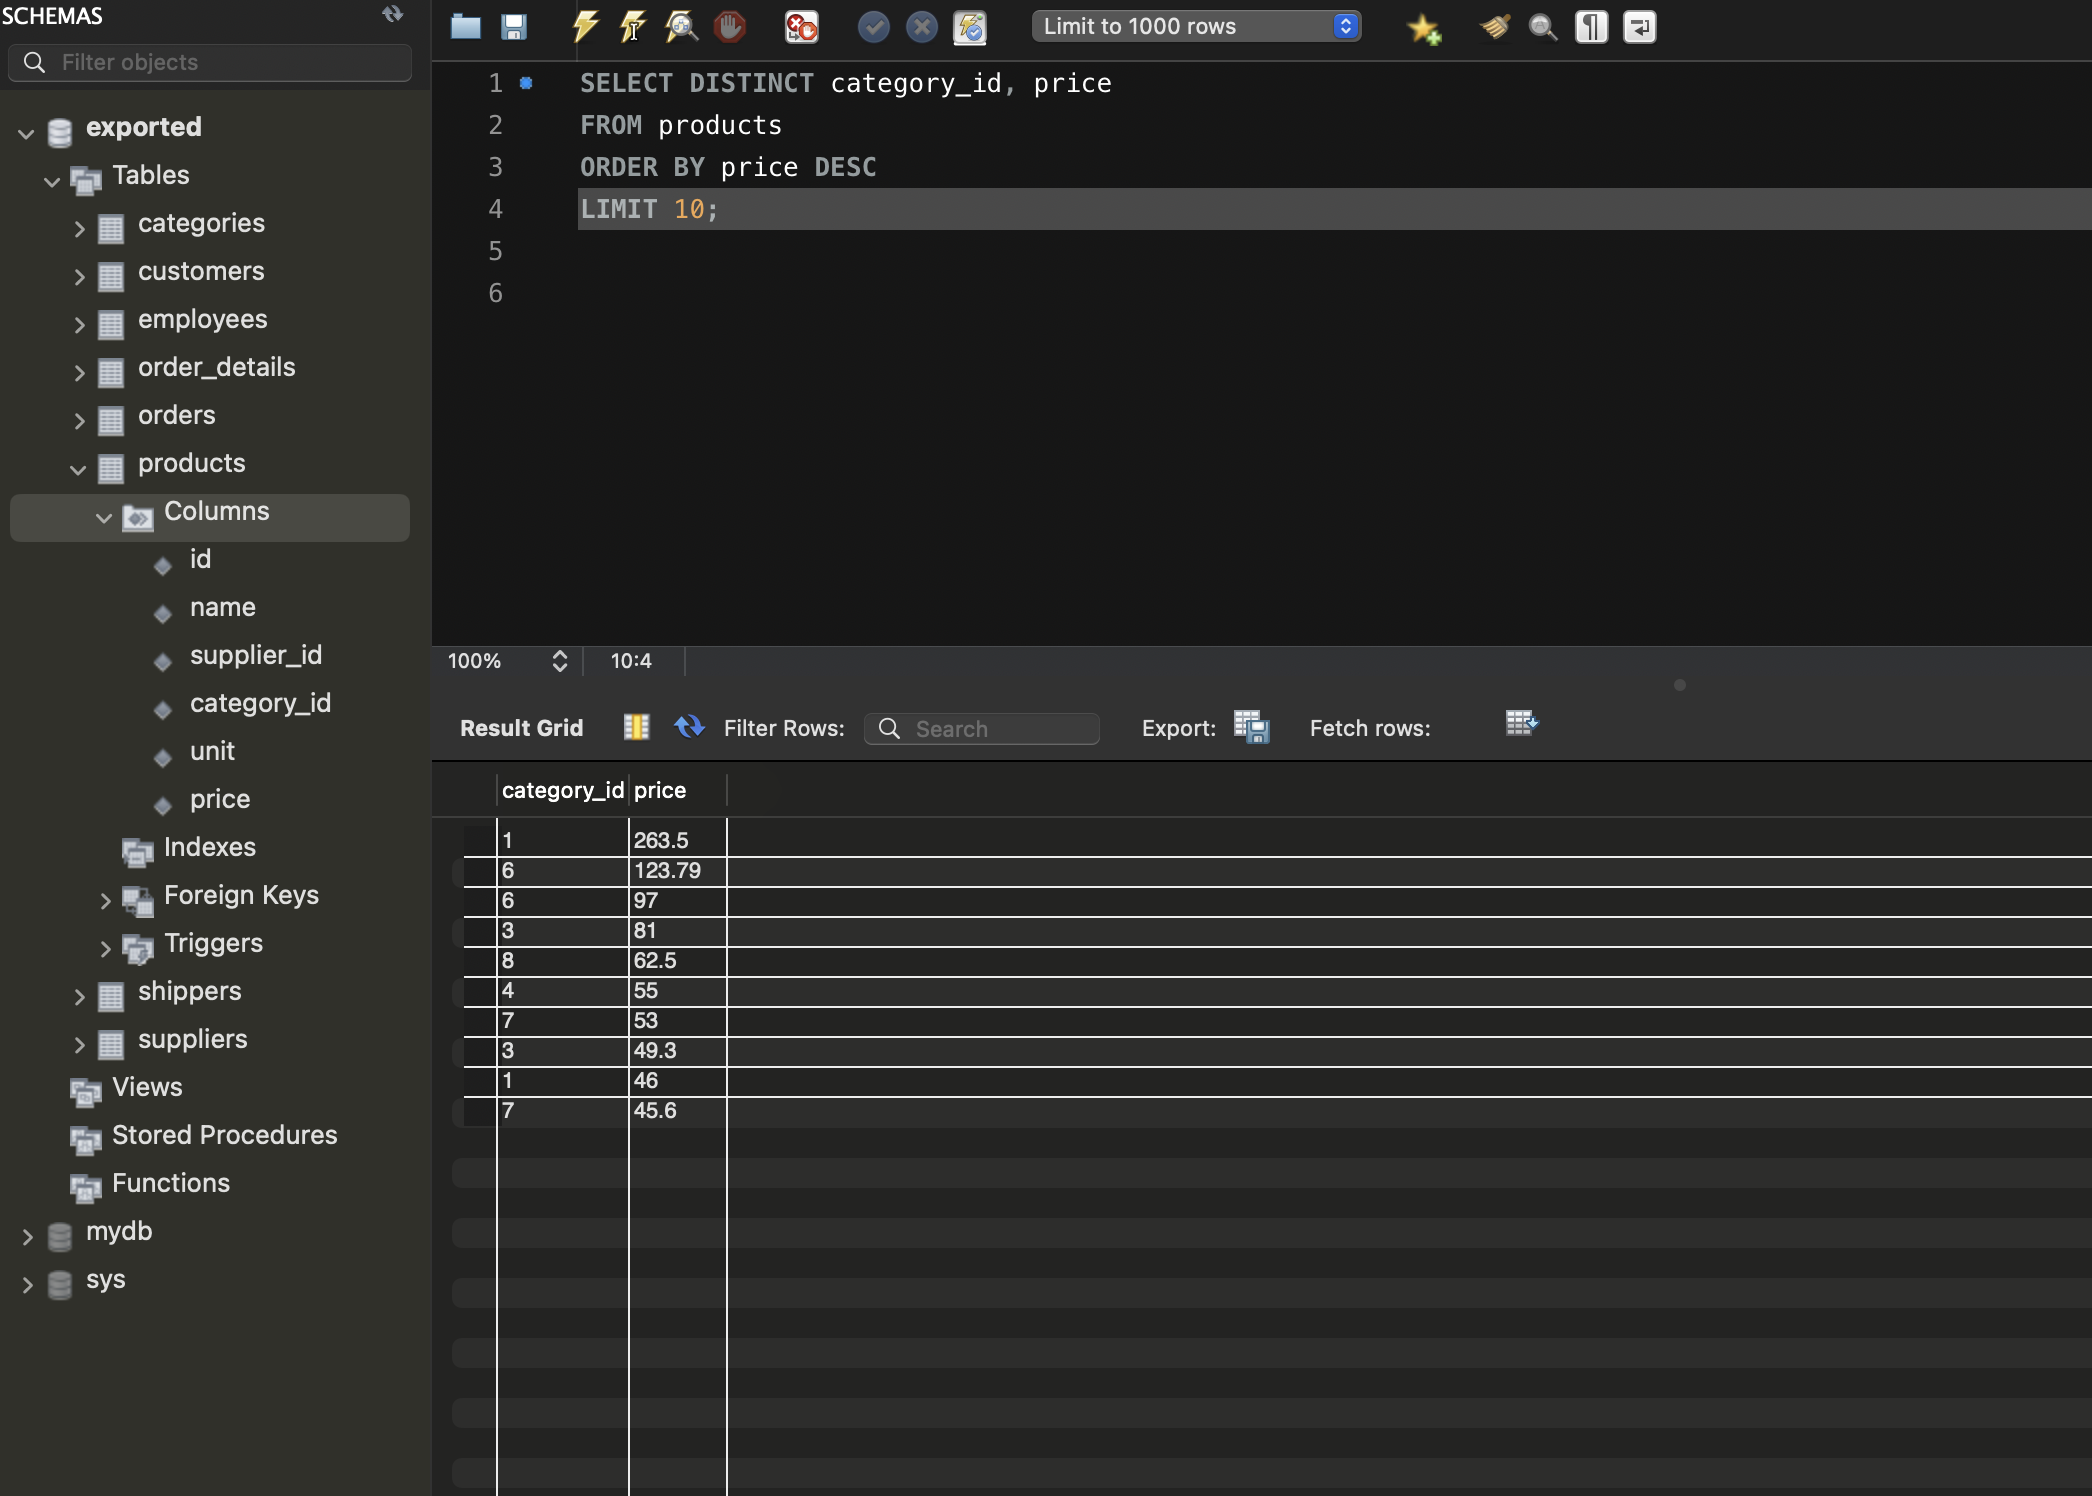 SCHEMAS
Filter objects
exported
Tables
categories
customers
employees
order_details
orders
products
Columns
id
name
supplier_id
category_id
unit
price
Indexes
Foreign Keys
Triggers
shippers
suppliers
Views
Stored Procedures
Functions
mydb
sys
Limit to 1000 rows
1 SELECT DISTINCT category_id, price
2 FROM products
3 ORDER BY price DESC
4 LIMIT 10;
5
6
100% 10:4
Result Grid Filter Rows: Search Export: Fetch rows:
category_id price
1 263.5
6 123.79
6 97
3 81
8 62.5
4 55
7 53
3 49.3
1 46
7 45.6